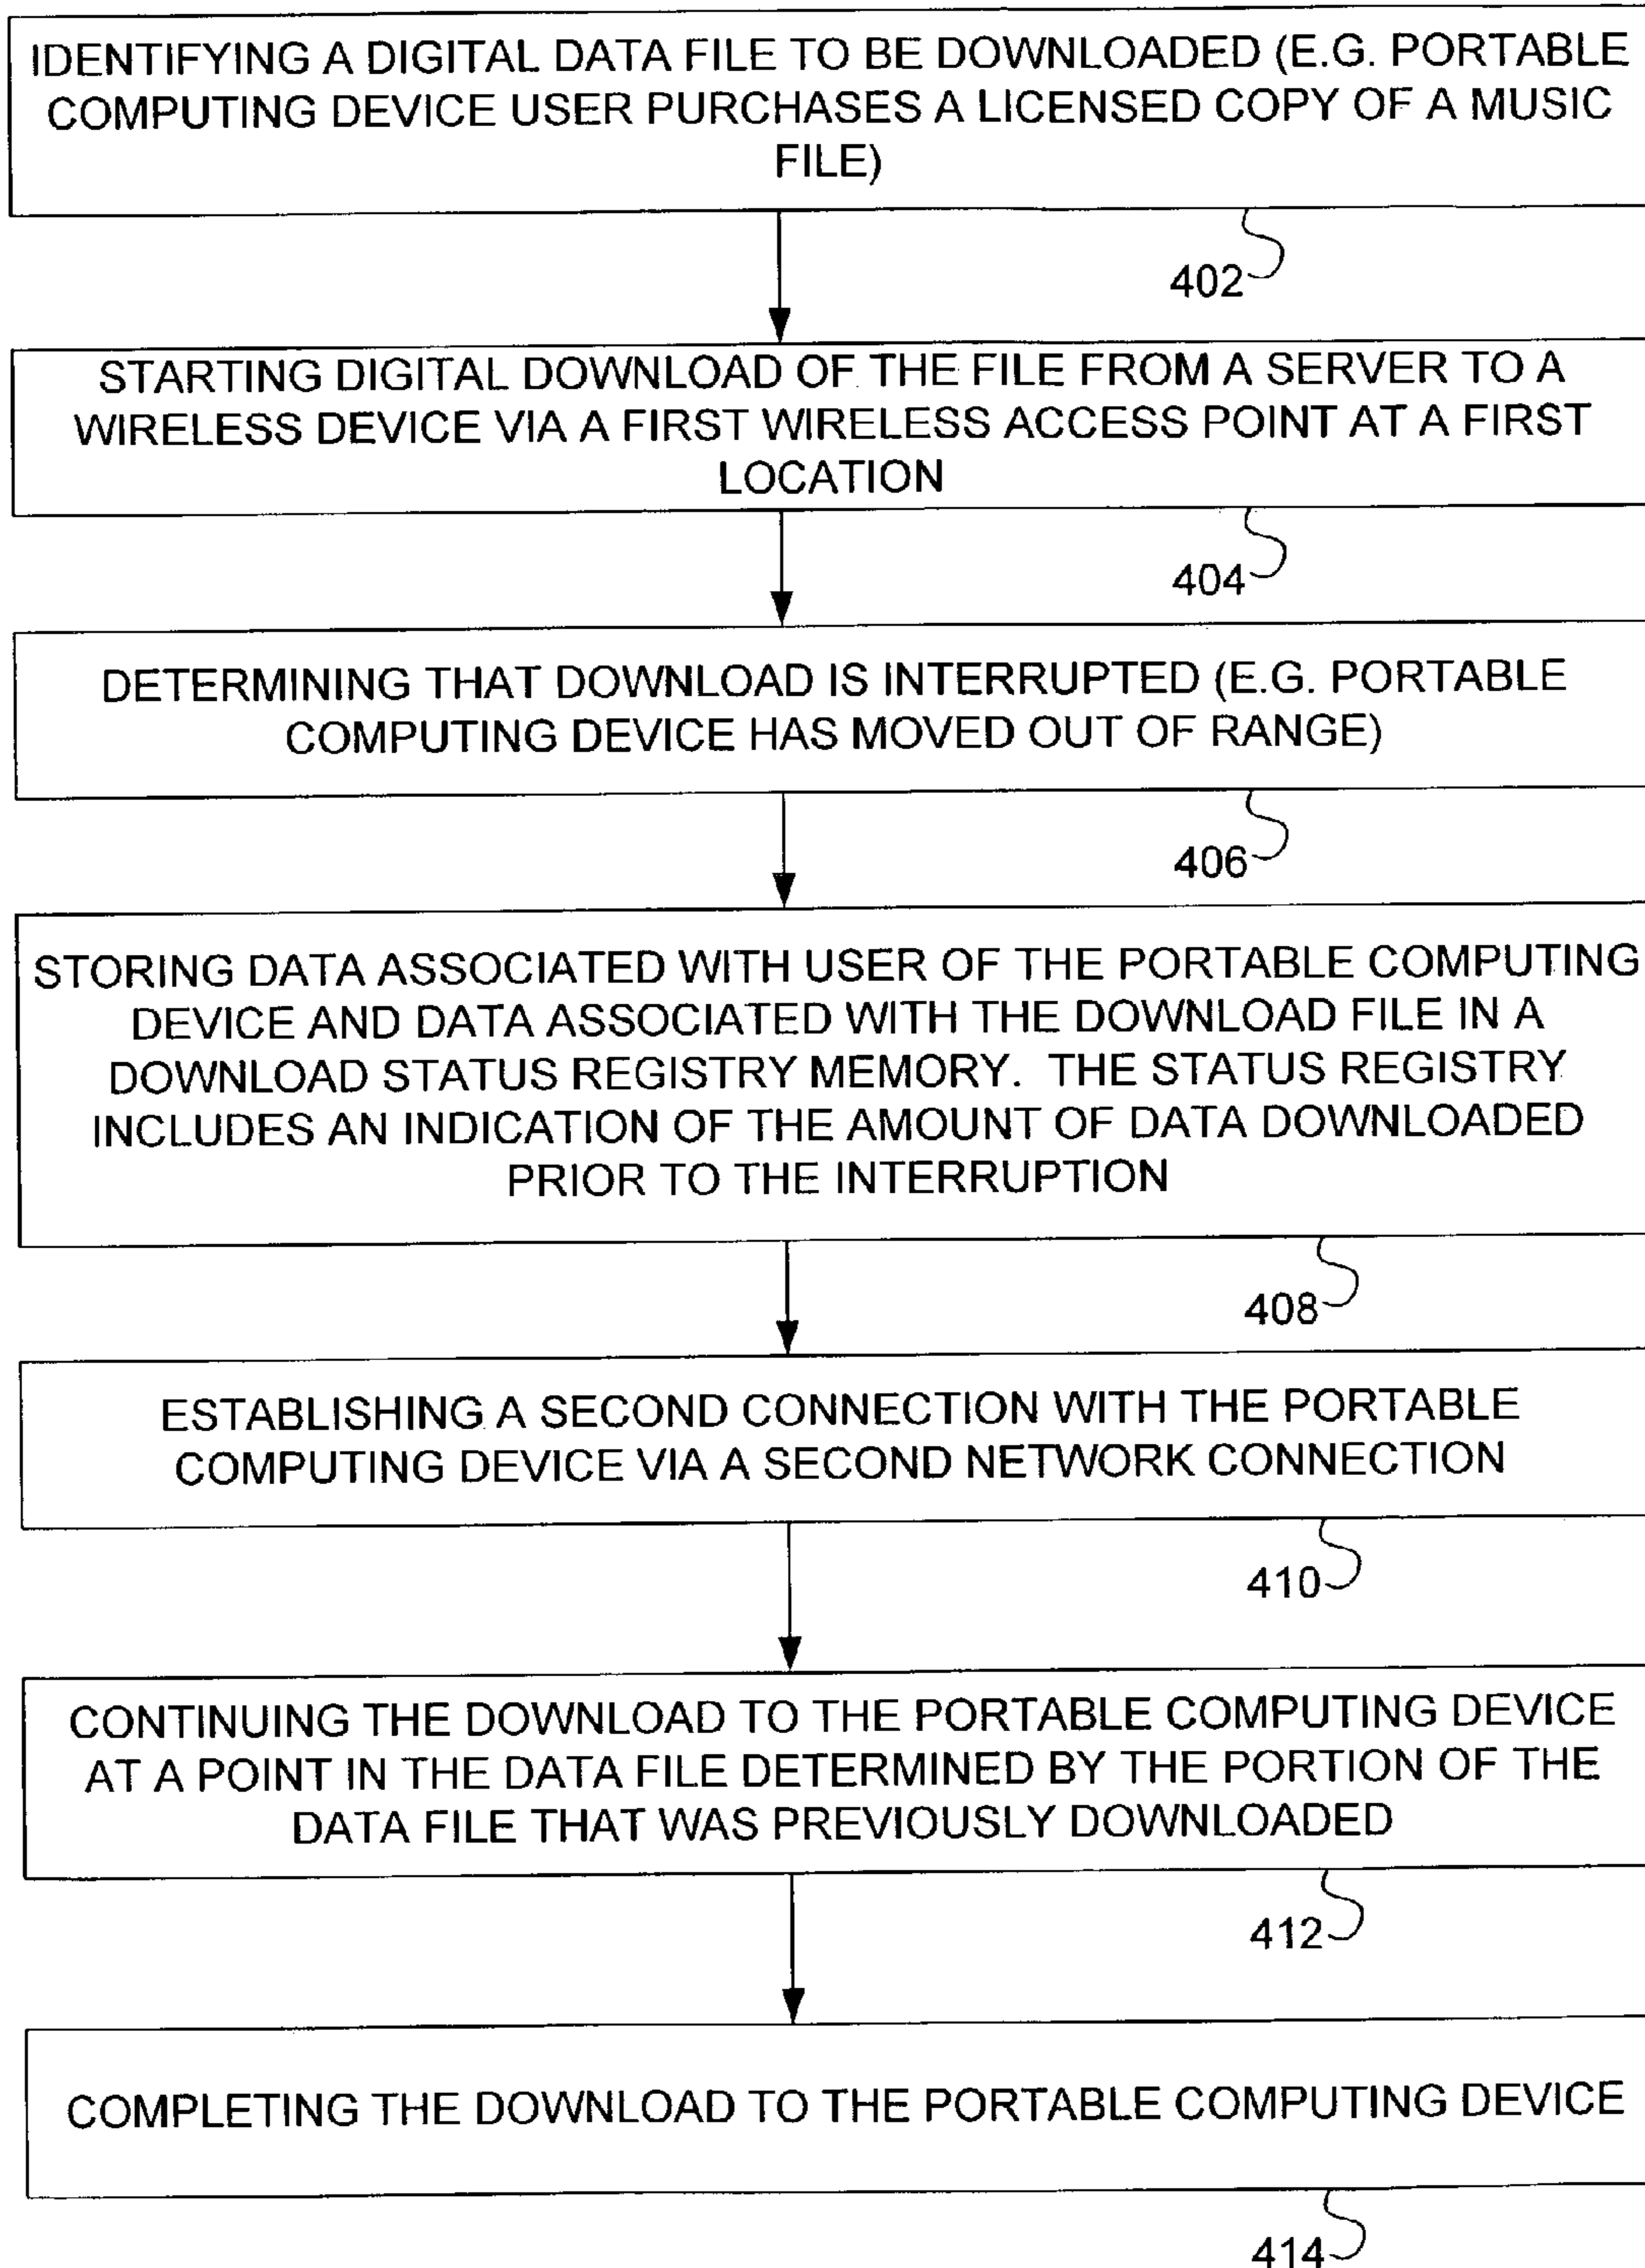 IDENTIFYING A DIGITAL DATA FILE TO BE DOWNLOADED (E.G. PORTABLE
COMPUTING DEVICE USER PURCHASES A LICENSED COPY OF A MUSIC
FILE)
402
STARTING DIGITAL DOWNLOAD OF THE FILE FROM A SERVER TO A
WIRELESS DEVICE VIA A FIRST WIRELESS ACCESS POINT AT A FIRST
LOCATION
404
DETERMINING THAT DOWNLOAD IS INTERRUPTED (E.G. PORTABLE
COMPUTING DEVICE HAS MOVED OUT OF RANGE)
406
STORING DATA ASSOCIATED WITH USER OF THE PORTABLE COMPUTING
DEVICE AND DATA ASSOCIATED WITH THE DOWNLOAD FILE IN A
DOWNLOAD STATUS REGISTRY MEMORY. THE STATUS REGISTRY
INCLUDES AN INDICATION OF THE AMOUNT OF DATA DOWNLOADED
PRIOR TO THE INTERRUPTION
408
ESTABLISHING A SECOND CONNECTION WITH THE PORTABLE
COMPUTING DEVICE VIA A SECOND NETWORK CONNECTION
410
CONTINUING THE DOWNLOAD TO THE PORTABLE COMPUTING DEVICE
AT A POINT IN THE DATA FILE DETERMINED BY THE PORTION OF THE
DATA FILE THAT WAS PREVIOUSLY DOWNLOADED
412
COMPLETING THE DOWNLOAD TO THE PORTABLE COMPUTING DEVICE
414